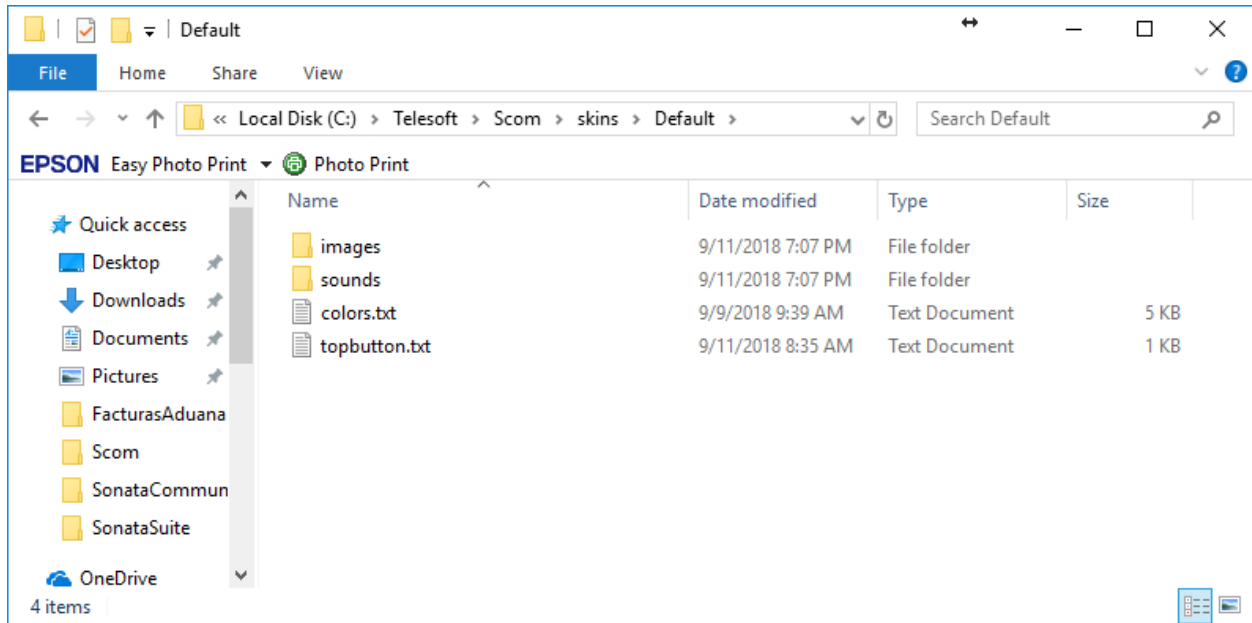 Default
File Home Share View
« Local Disk (C:) > Telesoft > Scom > skins > Default > Search Default
EPSON Easy Photo Print Photo Print
Name Date modified Type Size
Quick access
Desktop
Downloads
Documents
Pictures
FacturasAduana
Scom
SonataCommun
SonataSuite
OneDrive
images 9/11/2018 7:07 PM File folder
sounds 9/11/2018 7:07 PM File folder
colors.txt 9/9/2018 9:39 AM Text Document 5 KB
topbutton.txt 9/11/2018 8:35 AM Text Document 1 KB
4 items